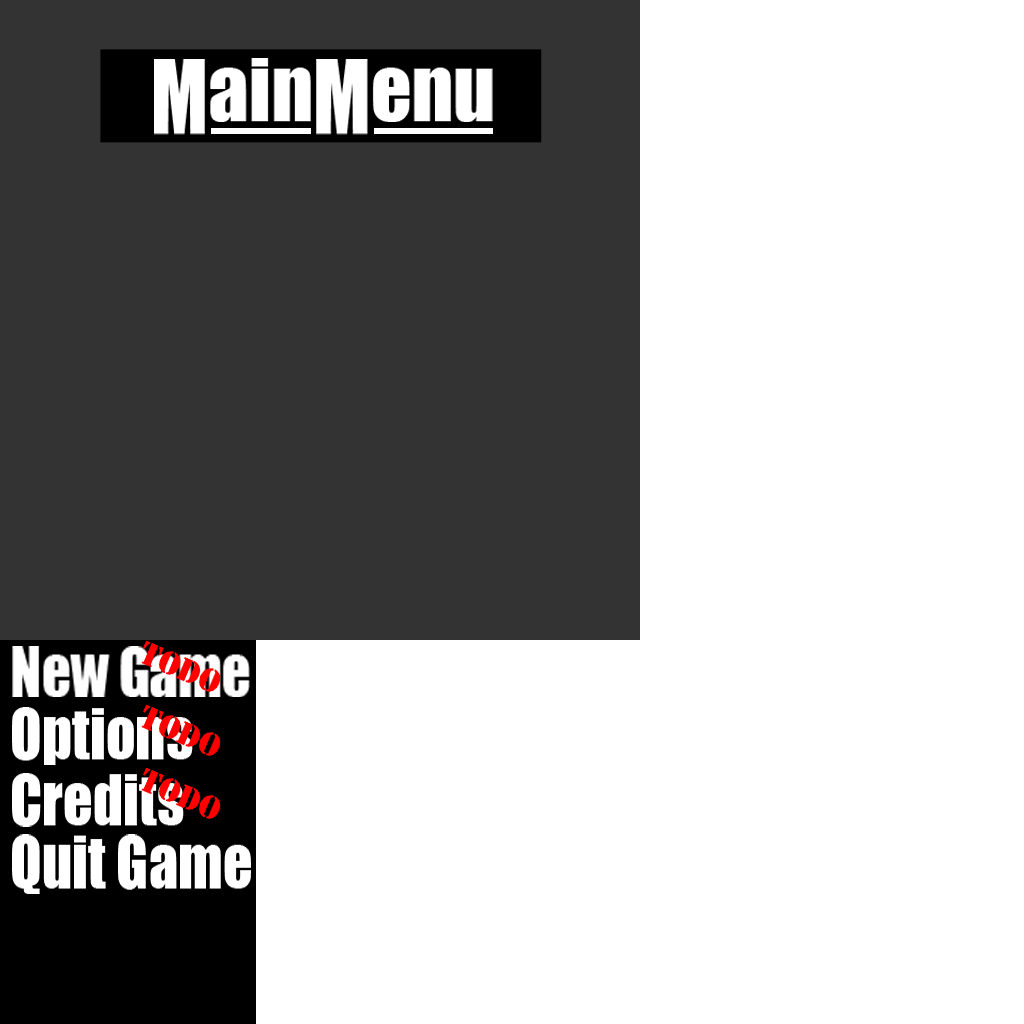 MainMenu
New Game
TODO
Options
TODO
Credits
TODO
Quit Game